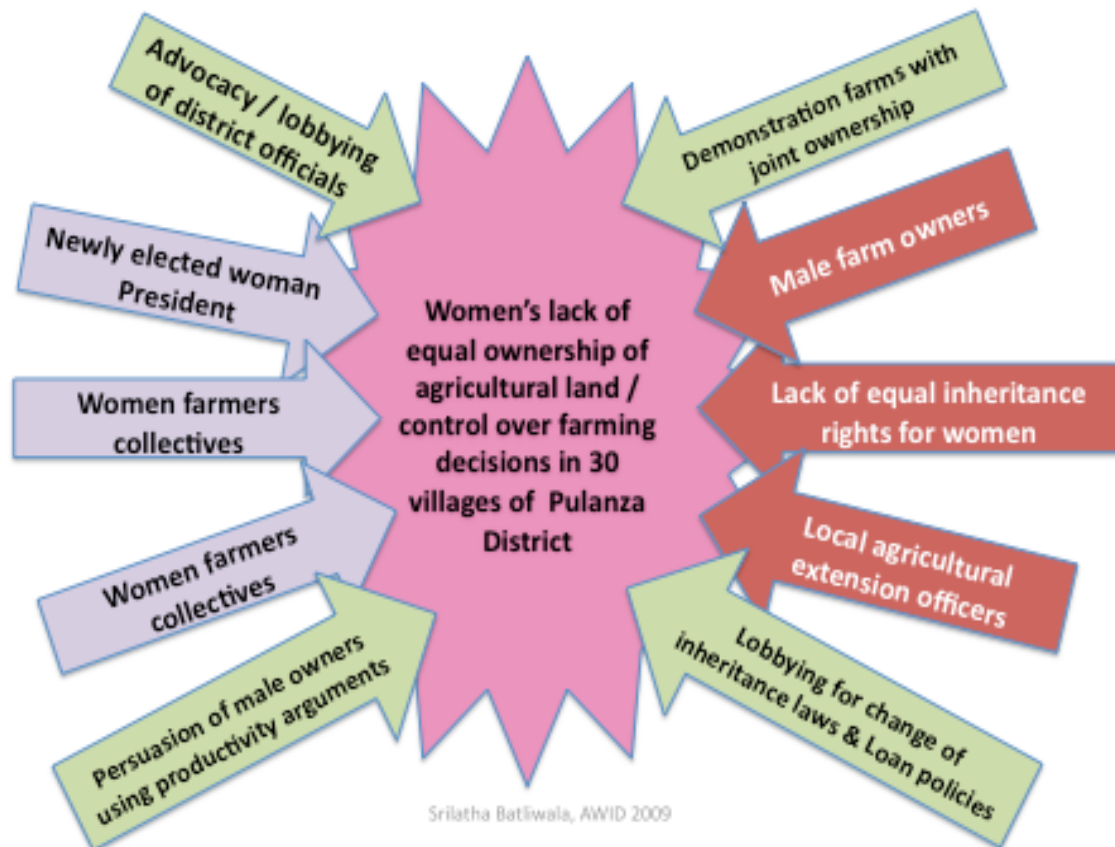 Advocacy / lobbying
of district officials
Newly elected woman
President
Women farmers
collectives
Women farmers
collectives
Persuasion of male owners
using productivity arguments
Women's lack of
equal ownership of
agricultural land /
control over farming
decisions in 30
villages of Pulanza
District
Demonstration farms with
joint ownership
Male farm owners
Lack of equal inheritance
rights for women
Local agricultural
extension officers
Lobbying for change of
inheritance laws & Loan policies
Srilatha Batliwala, AWID 2009